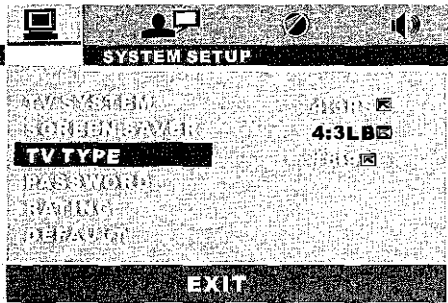 SYSTEM SETUP
TV SYSTEM
SCREEN SAVER
4:3LB
TV TYPE
PASSWORD
RATING
DEFAULT
EXIT